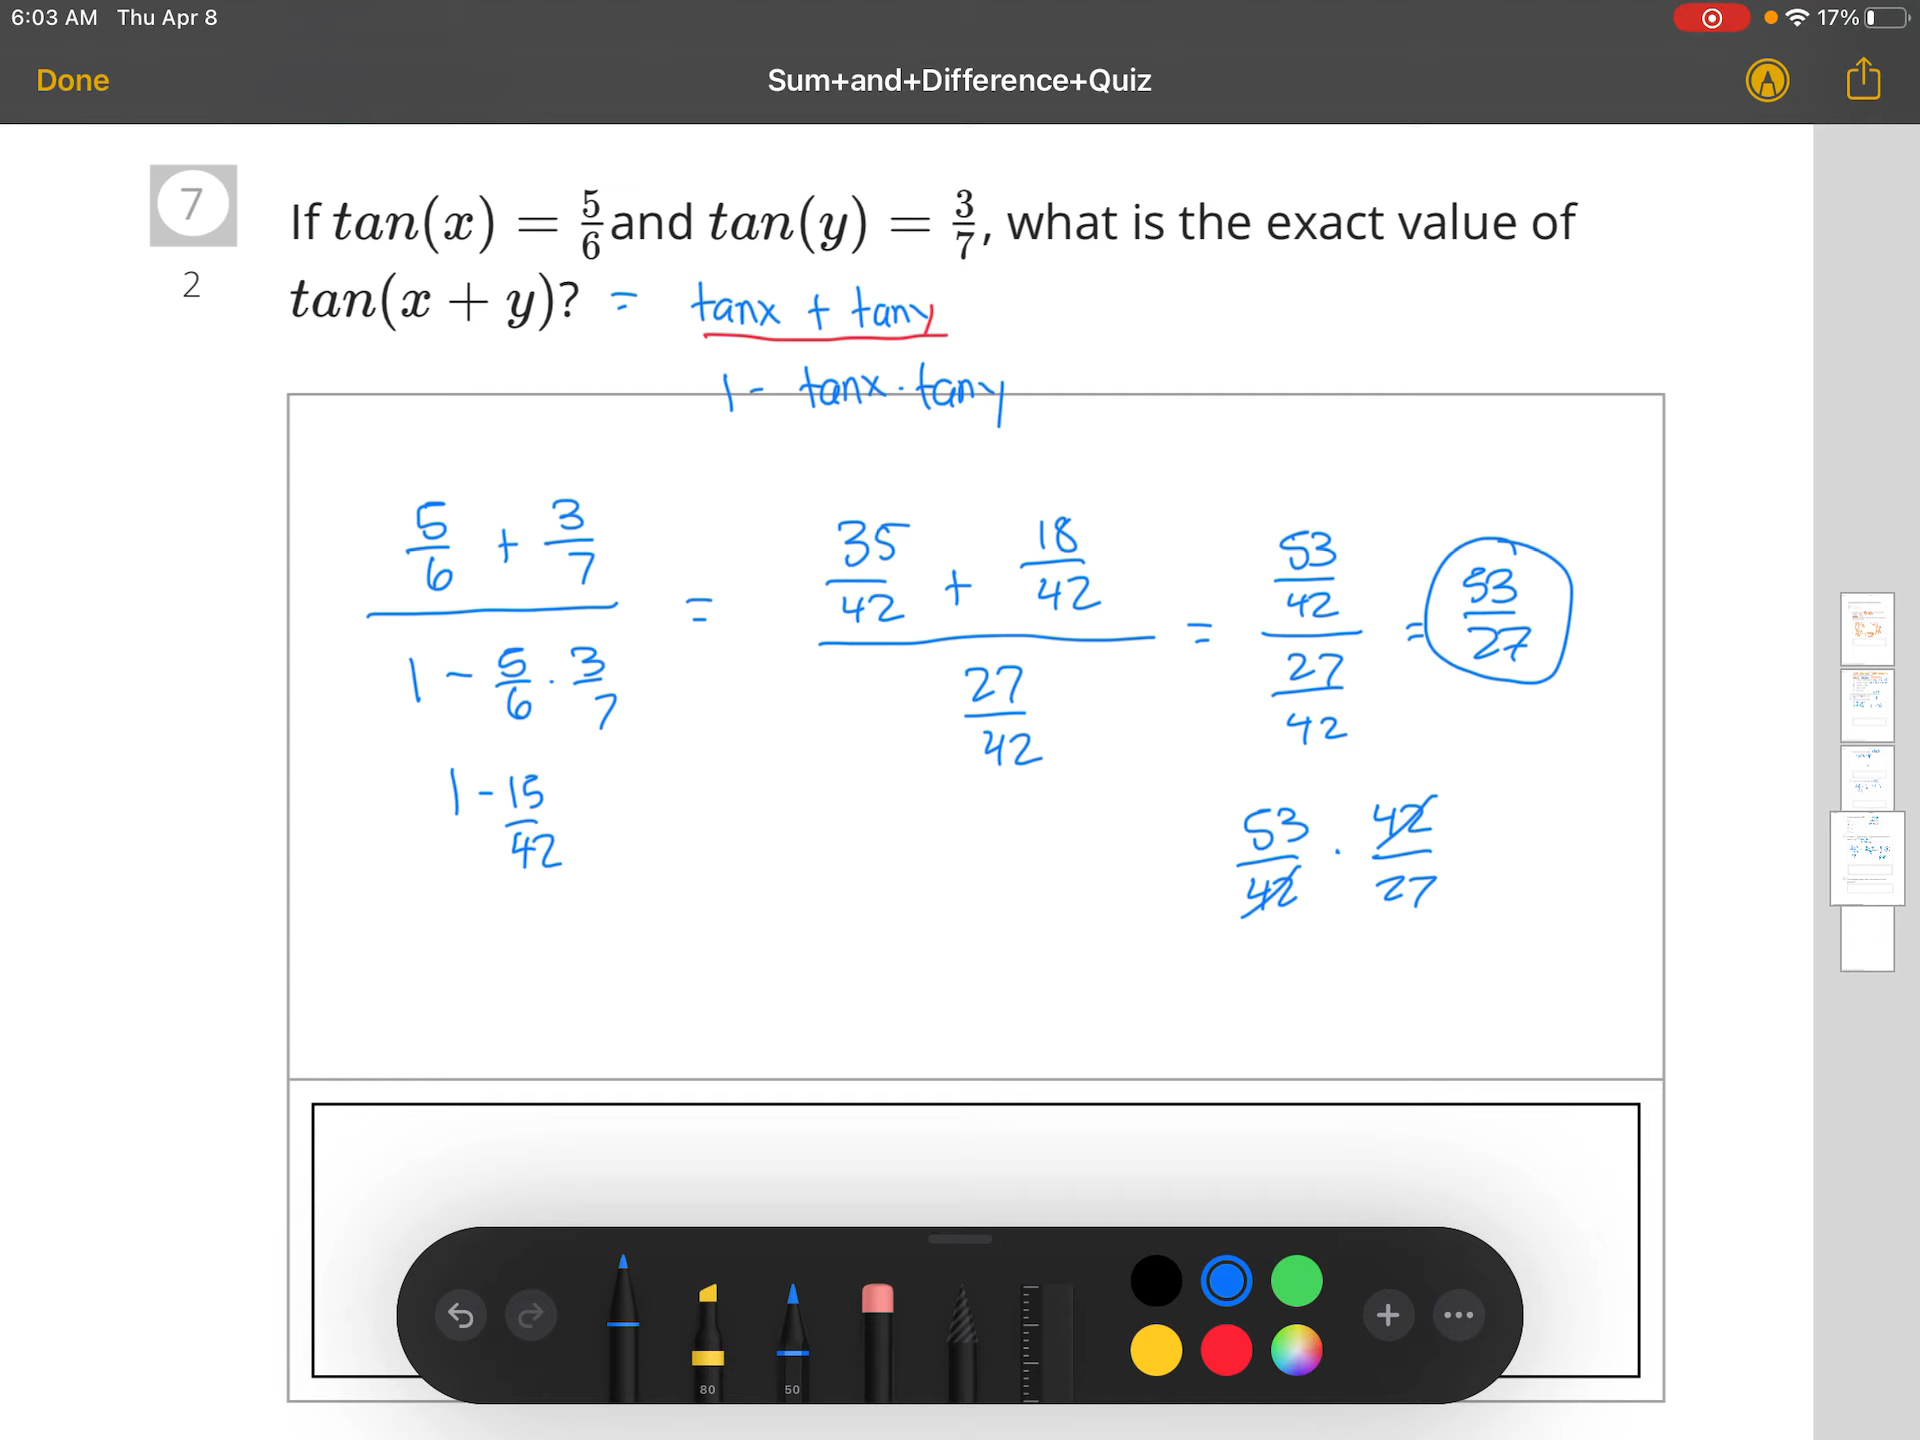 6:03 AM Thu Apr 8 17%
Done Sum+and+Difference+Quiz
7
If tan(x) = 5/6 and tan(y) = 3/7, what is the exact value of
2
tan(x + y)? = tanx + tany
1 - tanx · tany
5/6 + 3/7 = 35/42 + 18/42 = 53/42 = 53/27
1 - 5/6 · 3/7 27/42 27/42
1 - 15/42 53/42 · 42/27
80 50